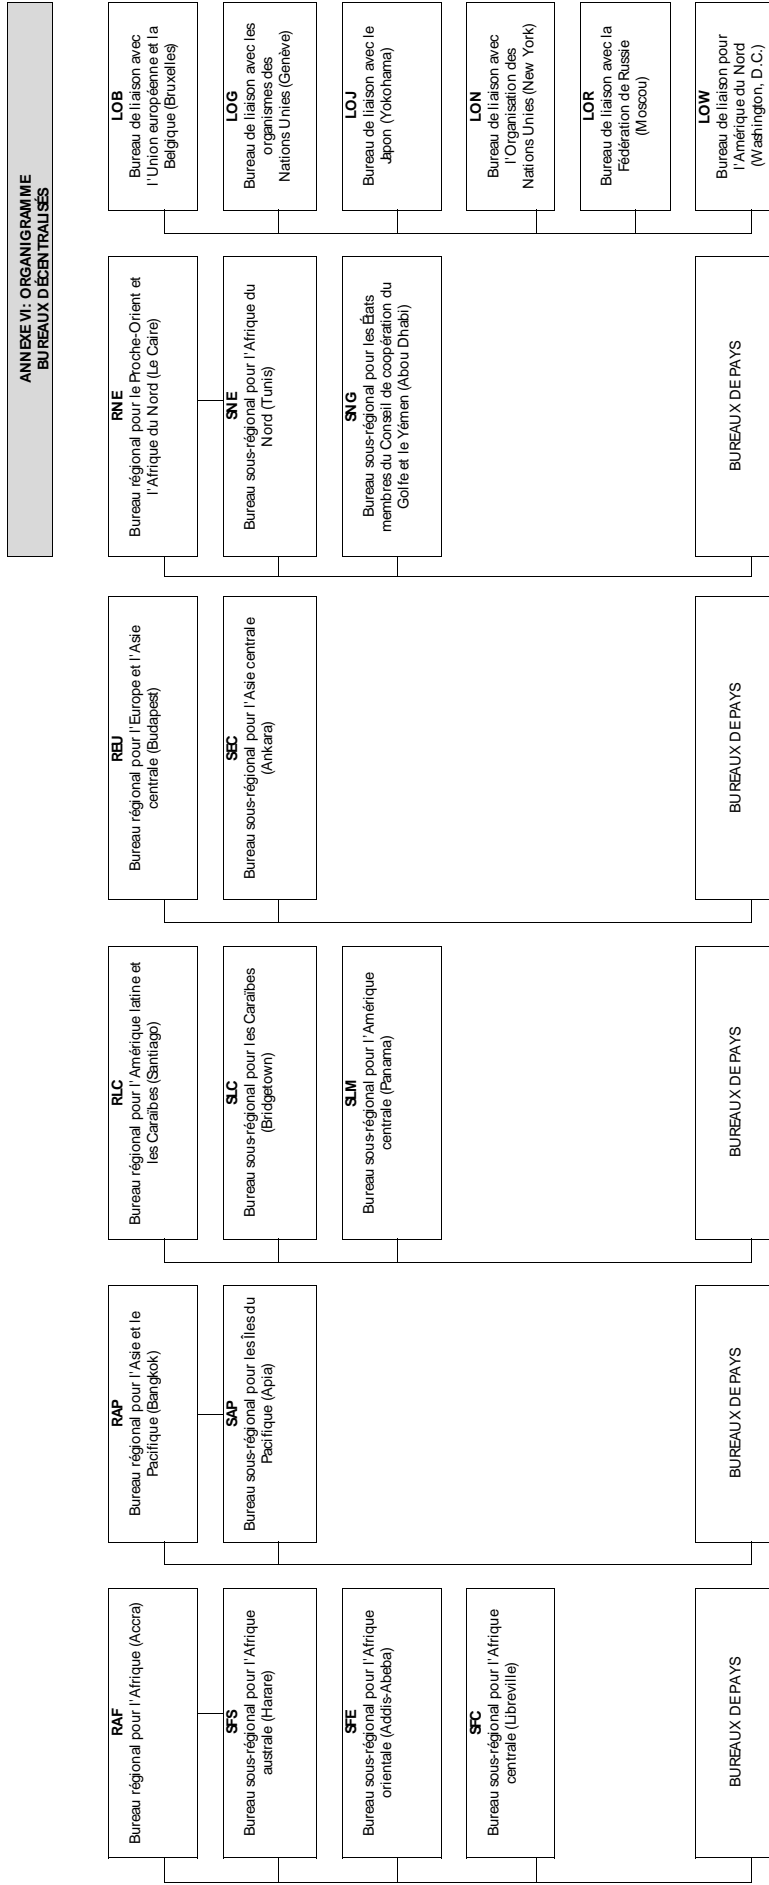 ANNEXE VI: ORGANIGRAMME
BUREAUX DÉCENTRALISÉS
RAF
Bureau régional pour l'Afrique (Accra)
SFS
Bureau sous-régional pour l'Afrique
australe (Harare)
SFE
Bureau sous-régional pour l'Afrique
orientale (Addis-Abeba)
SFC
Bureau sous-régional pour l'Afrique
centrale (Libreville)
BUREAUX DE PAYS
RAP
Bureau régional pour l'Asie et le
Pacifique (Bangkok)
SAP
Bureau sous-régional pour les Îles du
Pacifique (Apia)
BUREAUX DE PAYS
RLC
Bureau régional pour l'Amérique latine et
les Caraïbes (Santiago)
SLC
Bureau sous-régional pour les Caraïbes
(Bridgetown)
SLM
Bureau sous-régional pour l'Amérique
centrale (Panama)
BUREAUX DE PAYS
REU
Bureau régional pour l'Europe et l'Asie
centrale (Budapest)
SEC
Bureau sous-régional pour l'Asie centrale
(Ankara)
BUREAUX DE PAYS
RNE
Bureau régional pour le Proche-Orient et
l'Afrique du Nord (Le Caire)
SNE
Bureau sous-régional pour l'Afrique du
Nord (Tunis)
SNG
Bureau sous-régional pour les États
membres du Conseil de coopération du
Golfe et le Yémen (Abou Dhabi)
BUREAUX DE PAYS
LOB
Bureau de liaison avec
l'Union européenne et la
Belgique (Bruxelles)
LOG
Bureau de liaison avec les
organismes des
Nations Unies (Genève)
LOJ
Bureau de liaison avec le
Japon (Yokohama)
LON
Bureau de liaison avec
l'Organisation des
Nations Unies (New York)
LOR
Bureau de liaison avec la
Fédération de Russie
(Moscou)
LOW
Bureau de liaison pour
l'Amérique du Nord
(Washington, D.C.)